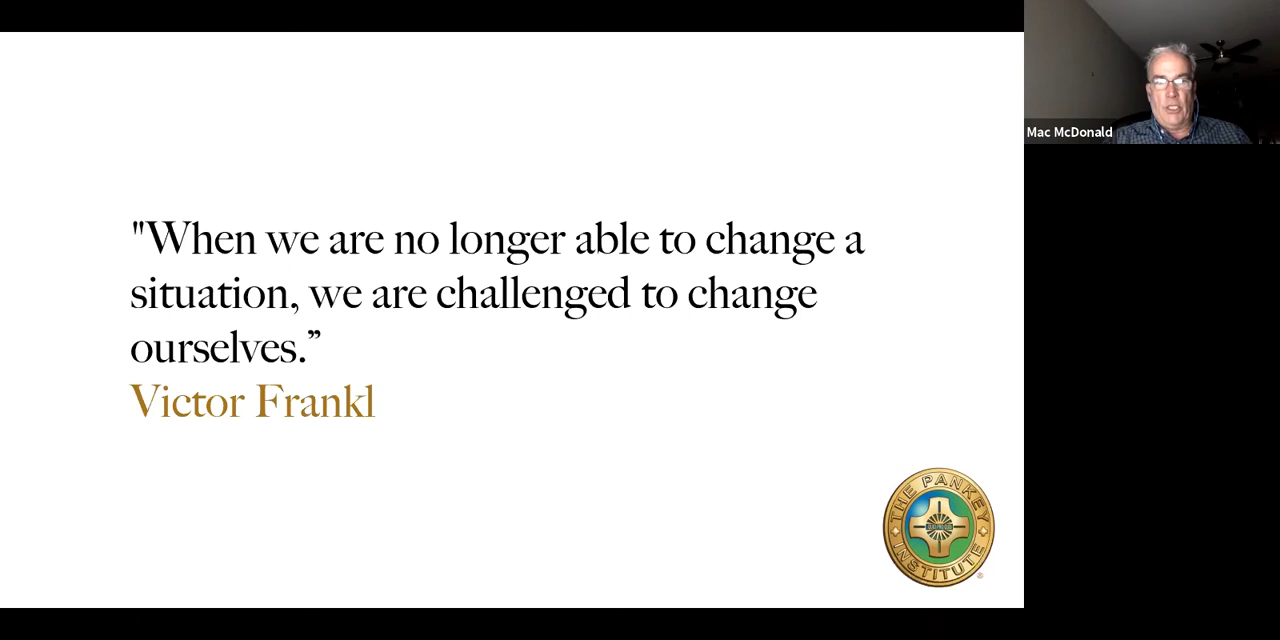 "When we are no longer able to change a
situation, we are challenged to change
ourselves.”
Victor Frankl
THE PANKEY
INSTITUTE
®
Mac McDonald